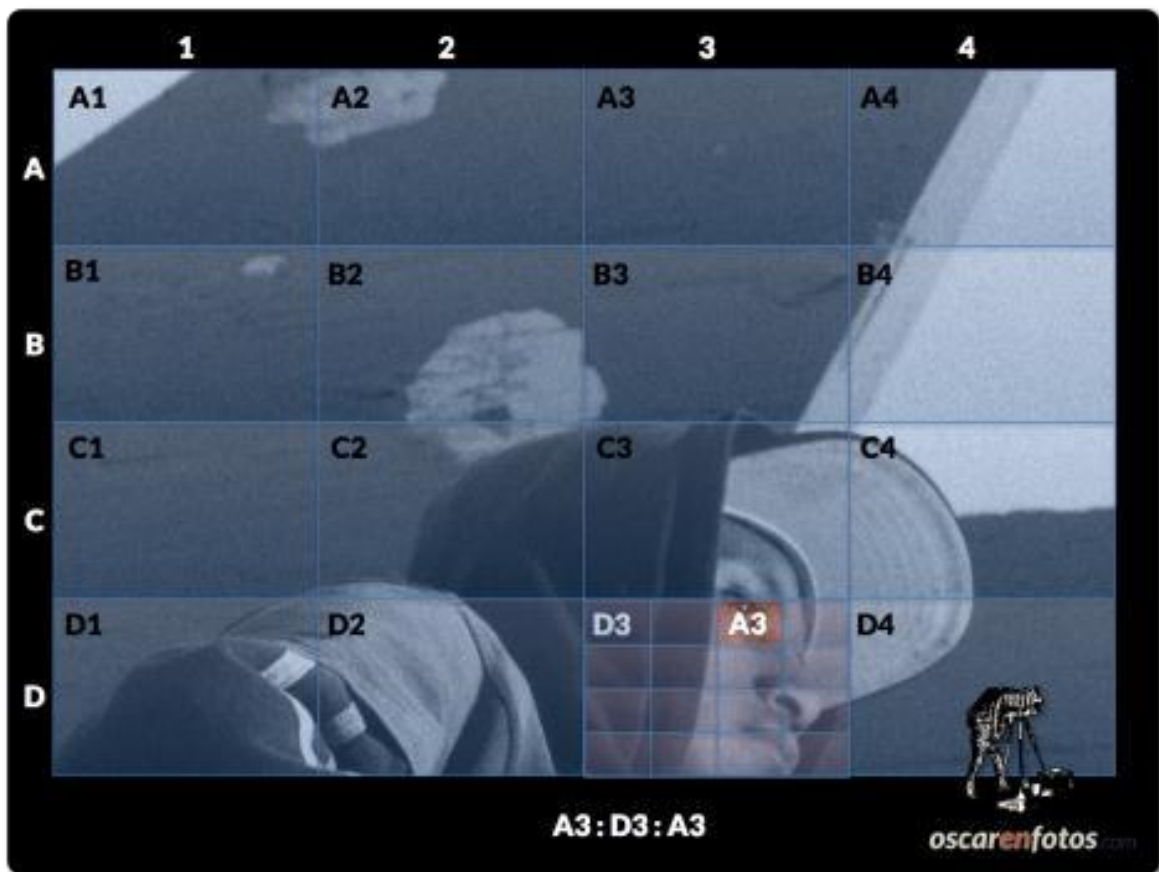 1 2 3 4
A
A1 A2 A3 A4
B
B1 B2 B3 B4
C
C1 C2 C3 C4
D
D1 D2 D3 A3 D4
A3:D3:A3
oscarenfotos.com